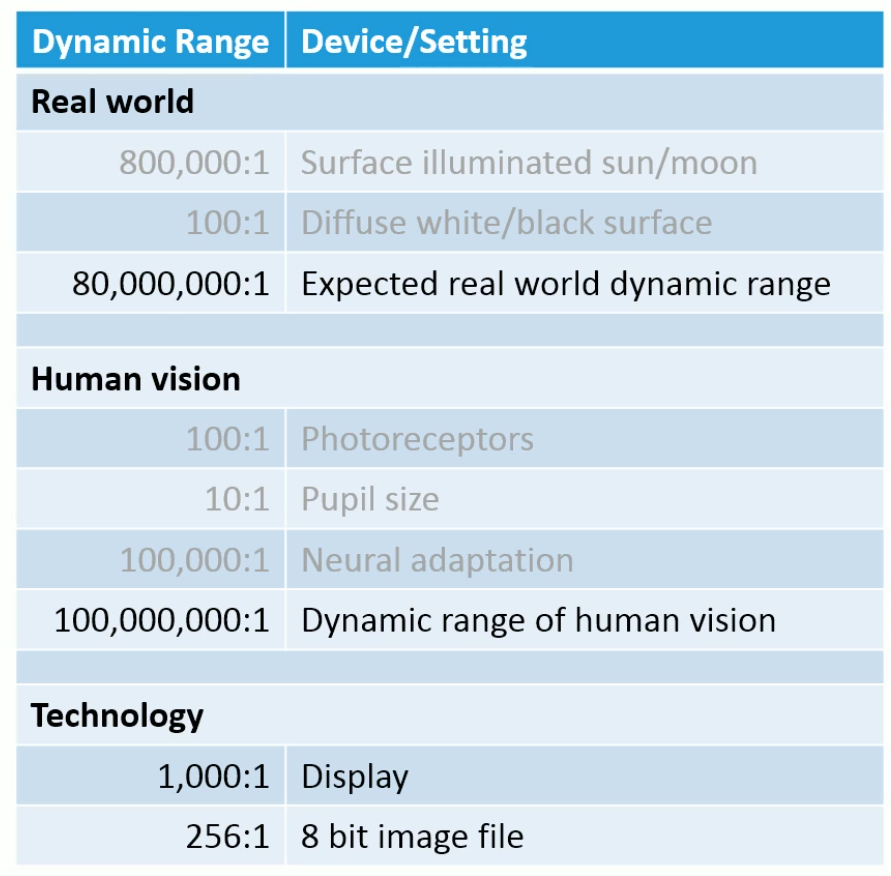 Dynamic Range Device/Setting
Real world
800,000:1 Surface illuminated sun/moon
100:1 Diffuse white/black surface
80,000,000:1 Expected real world dynamic range
Human vision
100:1 Photoreceptors
10:1 Pupil size
100,000:1 Neural adaptation
100,000,000:1 Dynamic range of human vision
Technology
1,000:1 Display
256:1 8 bit image file